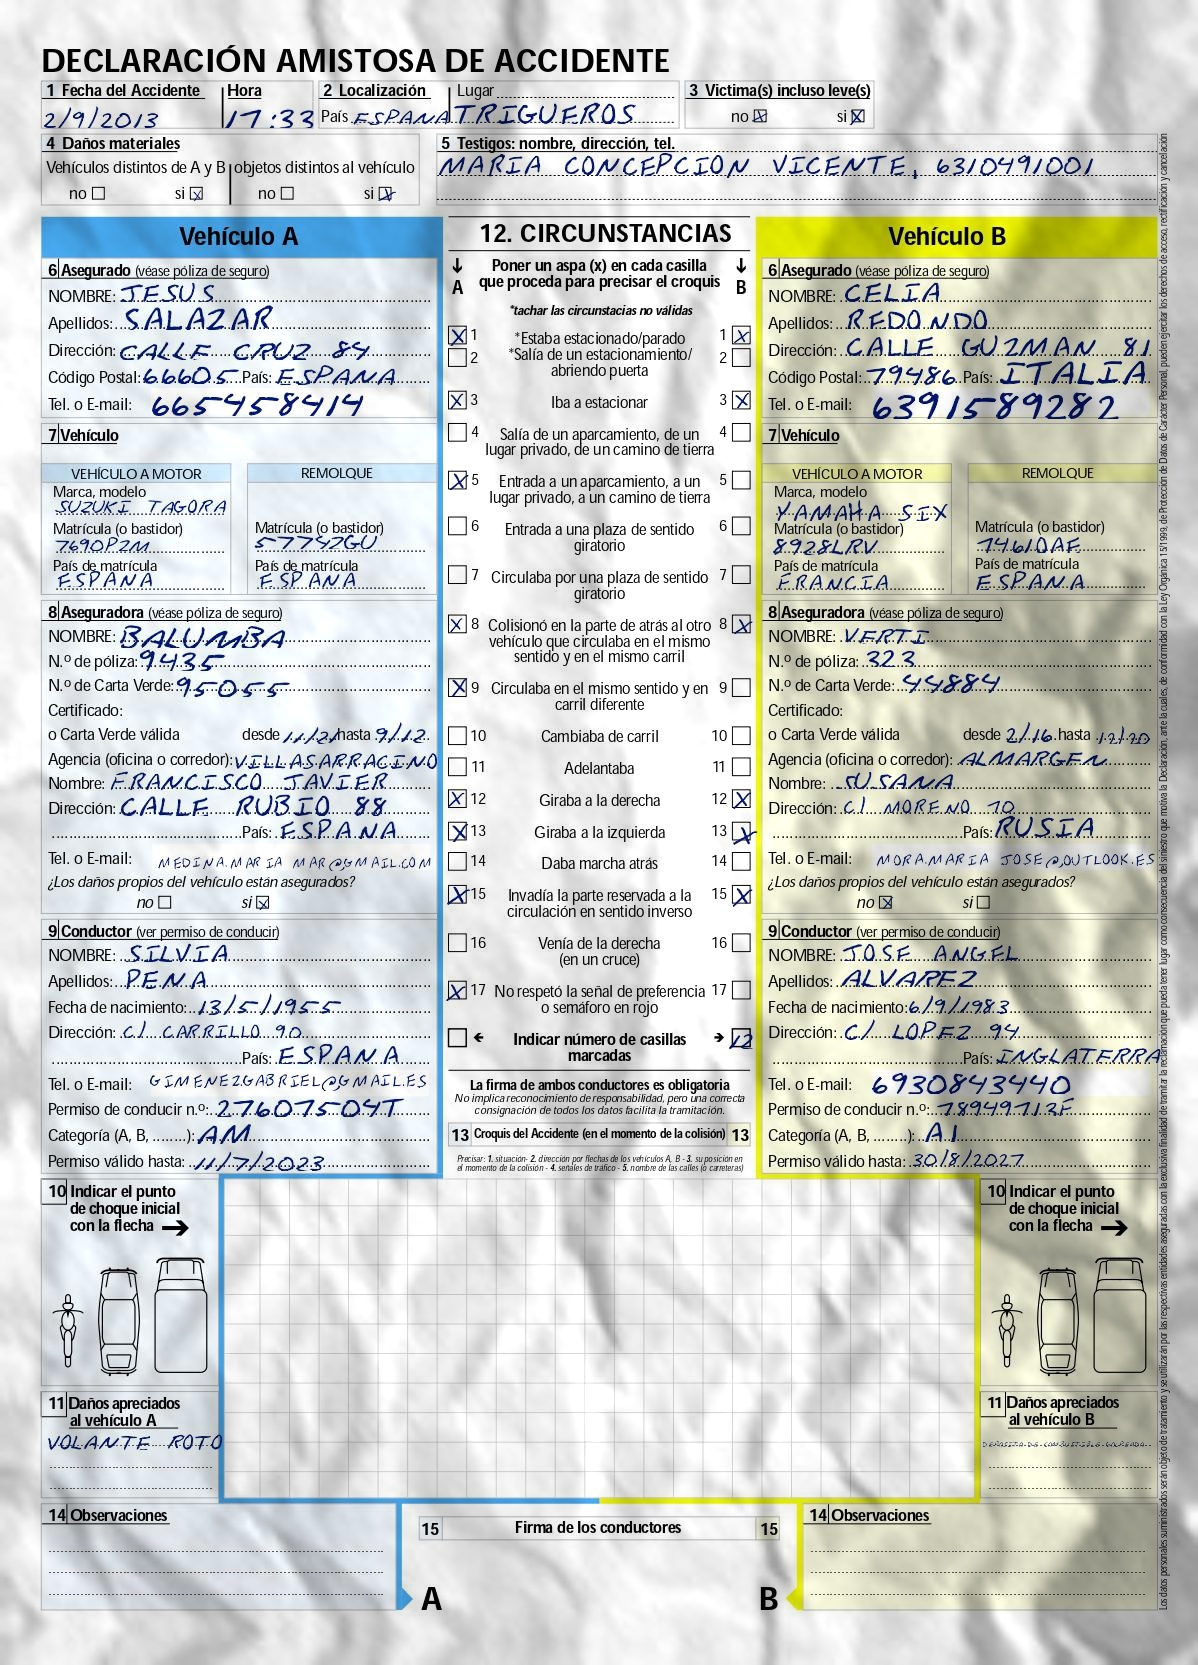 DECLARACIÓN AMISTOSA DE ACCIDENTE
1 Fecha del Accidente Hora 2 Localización Lugar 3 Victima(s) incluso leve(s)
2/9/2013 17:33 País ESPANA TRIGUEROS no si
4 Daños materiales
Vehículos distintos de A y B objetos distintos al vehículo
no si no si
5 Testigos: nombre, dirección, tel.
MARIA CONCEPCION VICENTE, 6310491001
Vehículo A
6 Asegurado (véase póliza de seguro)
NOMBRE: JESUS
Apellidos: SALAZAR
Dirección: CALLE CRUZ 84
Código Postal: 66605 País: ESPANA
Tel. o E-mail: 665458414
7 Vehículo
VEHÍCULO A MOTOR REMOLQUE
Marca, modelo
SUZUKI TAGORA
Matrícula (o bastidor) Matrícula (o bastidor)
7690PZM 5775ZGU
País de matrícula País de matrícula
ESPANA ESPANA
8 Aseguradora (véase póliza de seguro)
NOMBRE: BALUMBA
N.º de póliza: 9435
N.º de Carta Verde: 95055
Certificado:
o Carta Verde válida desde 11/21 hasta 9/12
Agencia (oficina o corredor): VILLASARRACINO
Nombre: FRANCISCO JAVIER
Dirección: CALLE RUBIO 88
País: ESPANA
Tel. o E-mail: MEDINA.MARIA MAR@GMAIL.COM
¿Los daños propios del vehículo están asegurados?
no si
9 Conductor (ver permiso de conducir)
NOMBRE: SILVIA
Apellidos: PENA
Fecha de nacimiento: 13/5/1955
Dirección: C/ CARRILLO 90
País: ESPANA
Tel. o E-mail: GIMENEZGABRIEL@GMAIL.ES
Permiso de conducir n.º: 27607504T
Categoría (A, B, ........): AM
Permiso válido hasta: 11/7/2023
12. CIRCUNSTANCIAS
A Poner un aspa (x) en cada casilla que proceda para precisar el croquis B
*tachar las circunstacias no válidas
1 *Estaba estacionado/parado 1
2 *Salía de un estacionamiento/ 2
abriendo puerta
3 Iba a estacionar 3
4 Salía de un aparcamiento, de un 4
lugar privado, de un camino de tierra
5 Entrada a un aparcamiento, a un 5
lugar privado, a un camino de tierra
6 Entrada a una plaza de sentido 6
giratorio
7 Circulaba por una plaza de sentido 7
giratorio
8 Colisionó en la parte de atrás al otro 8
vehículo que circulaba en el mismo
sentido y en el mismo carril
9 Circulaba en el mismo sentido y en 9
carril diferente
10 Cambiaba de carril 10
11 Adelantaba 11
12 Giraba a la derecha 12
13 Giraba a la izquierda 13
14 Daba marcha atrás 14
15 Invadía la parte reservada a la 15
circulación en sentido inverso
16 Venía de la derecha 16
(en un cruce)
17 No respetó la señal de preferencia 17
o semáforo en rojo
Indicar número de casillas 12
marcadas
La firma de ambos conductores es obligatoria
No implica reconocimiento de responsabilidad, pero una correcta
consignación de todos los datos facilita la tramitación.
13 Croquis del Accidente (en el momento de la colisión) 13
Precisar: 1. situación- 2. dirección por flechas de los vehículos A, B - 3. su posición en
el momento de la colisión - 4. señales de tráfico - 5. nombre de las calles (o carreteras)
Vehículo B
6 Asegurado (véase póliza de seguro)
NOMBRE: CELIA
Apellidos: REDONDO
Dirección: CALLE GUZMAN 81
Código Postal: 79486 País: ITALIA
Tel. o E-mail: 6391589282
7 Vehículo
VEHÍCULO A MOTOR REMOLQUE
Marca, modelo
YAMAHA SIX
Matrícula (o bastidor) Matrícula (o bastidor)
8928LRV 7461DAE
País de matrícula País de matrícula
FRANCIA ESPANA
8 Aseguradora (véase póliza de seguro)
NOMBRE: VERTI
N.º de póliza: 323
N.º de Carta Verde: 44884
Certificado:
o Carta Verde válida desde 2/16 hasta 12/20
Agencia (oficina o corredor): ALMARGEN
Nombre: SUSANA
Dirección: C/ MORENO 70
País: RUSIA
Tel. o E-mail: MORA.MARIA JOSE@OUTLOOK.ES
¿Los daños propios del vehículo están asegurados?
no si
9 Conductor (ver permiso de conducir)
NOMBRE: JOSE ANGEL
Apellidos: ALVAREZ
Fecha de nacimiento: 6/9/1983
Dirección: C/ LOPEZ 94
País: INGLATERRA
Tel. o E-mail: 6930843440
Permiso de conducir n.º: 78949713F
Categoría (A, B, ........): A1
Permiso válido hasta: 30/8/2027
10 Indicar el punto
de choque inicial
con la flecha
11 Daños apreciados
al vehículo A
VOLANTE ROTO
10 Indicar el punto
de choque inicial
con la flecha
11 Daños apreciados
al vehículo B
14 Observaciones
15 Firma de los conductores 15
A B
14 Observaciones
Los datos personales suministrados serán objeto de tratamiento y se utilizarán por las respectivas entidades aseguradas con la exclusiva finalidad de tramitar la reclamación que pueda tener lugar como consecuencia del siniestro que motiva la Declaración, ante la cuales, de conformidad con la Ley Orgánica 15/1999, de Protección de Datos de Carácter Personal, pueden ejercitar los derechos de acceso, rectificación y cancelación